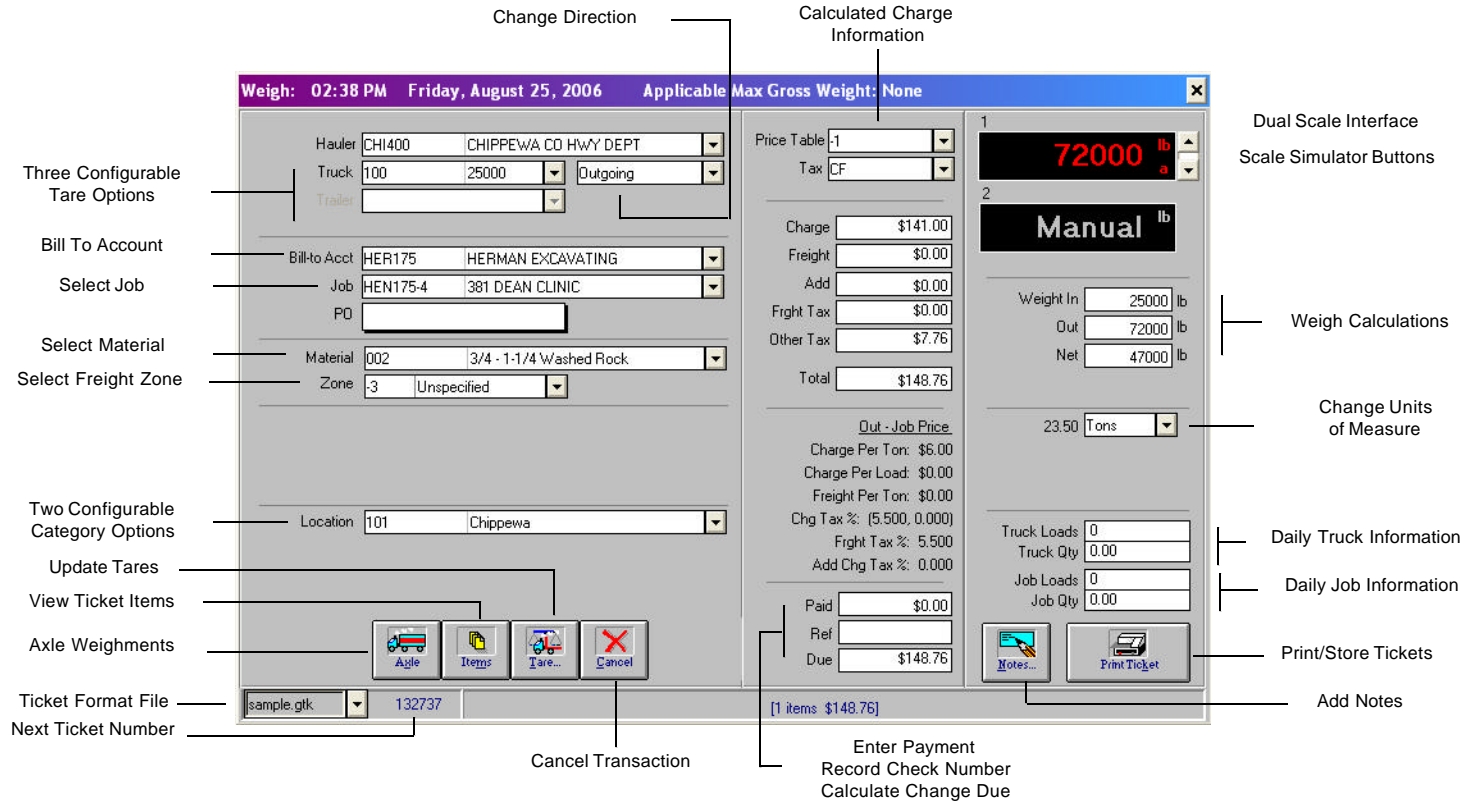 Change Direction
Calculated Charge
Information
Weigh: 02:38 PM Friday, August 25, 2006 Applicable Max Gross Weight: None
Three Configurable
Tare Options
Bill To Account
Select Job
Select Material
Select Freight Zone
Two Configurable
Category Options
Update Tares
View Ticket Items
Axle Weighments
Ticket Format File
Next Ticket Number
Hauler CHI400 CHIPPEWA CO HWY DEPT
Truck 100 25000 Outgoing
Trailer
Bill-to Acct HER175 HERMAN EXCAVATING
Job HEN175-4 381 DEAN CLINIC
PO
Material 002 3/4 - 1-1/4 Washed Rock
Zone -3 Unspecified
Location 101 Chippewa
Axle
Items
Tare...
Cancel
sample.gtk 132737 [1 items $148.76]
Price Table -1
Tax CF
Charge $141.00
Freight $0.00
Add $0.00
Frght Tax $0.00
Other Tax $7.76
Total $148.76
Out - Job Price
Charge Per Ton: $6.00
Charge Per Load: $0.00
Freight Per Ton: $0.00
Chg Tax %: (5.500, 0.000)
Frght Tax %: 5.500
Add Chg Tax %: 0.000
Paid $0.00
Ref
Due $148.76
1
72000 lb
a
2
Manual lb
Weight In 25000 lb
Out 72000 lb
Net 47000 lb
23.50 Tons
Truck Loads 0
Truck Qty 0.00
Job Loads 0
Job Qty 0.00
Notes...
Print Ticket
Dual Scale Interface
Scale Simulator Buttons
Weigh Calculations
Change Units
of Measure
Daily Truck Information
Daily Job Information
Print/Store Tickets
Add Notes
Cancel Transaction
Enter Payment
Record Check Number
Calculate Change Due